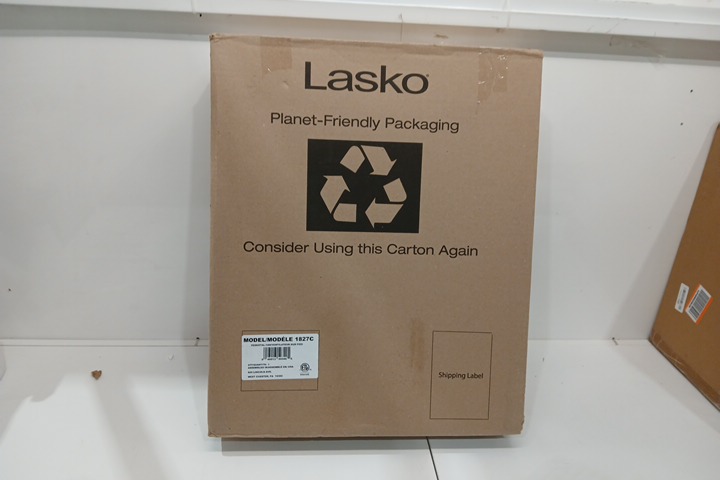 Lasko
Planet-Friendly Packaging
Consider Using this Carton Again
MODEL/MODÈLE 1827C
Shipping Label